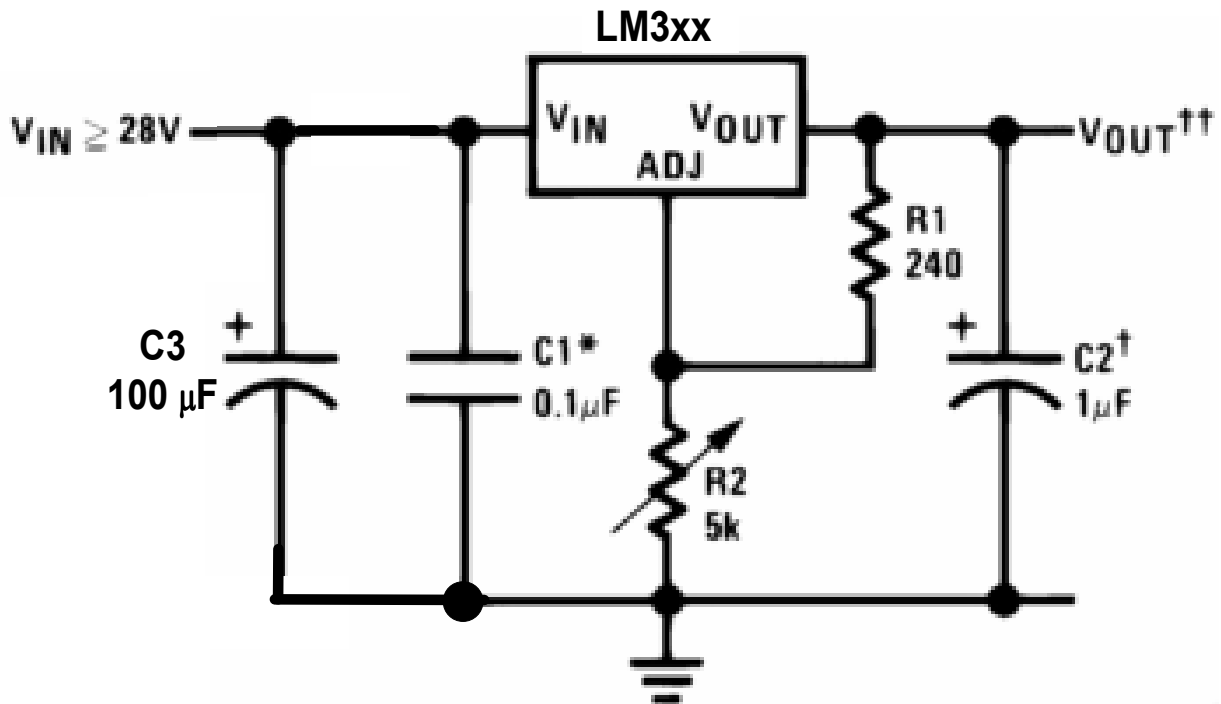 LM3xx
VIN ≥ 28V
VIN
VOUT
ADJ
VOUT††
R1
240
C3
100 μF
+
C1*
0.1μF
+
C2†
1μF
R2
5k